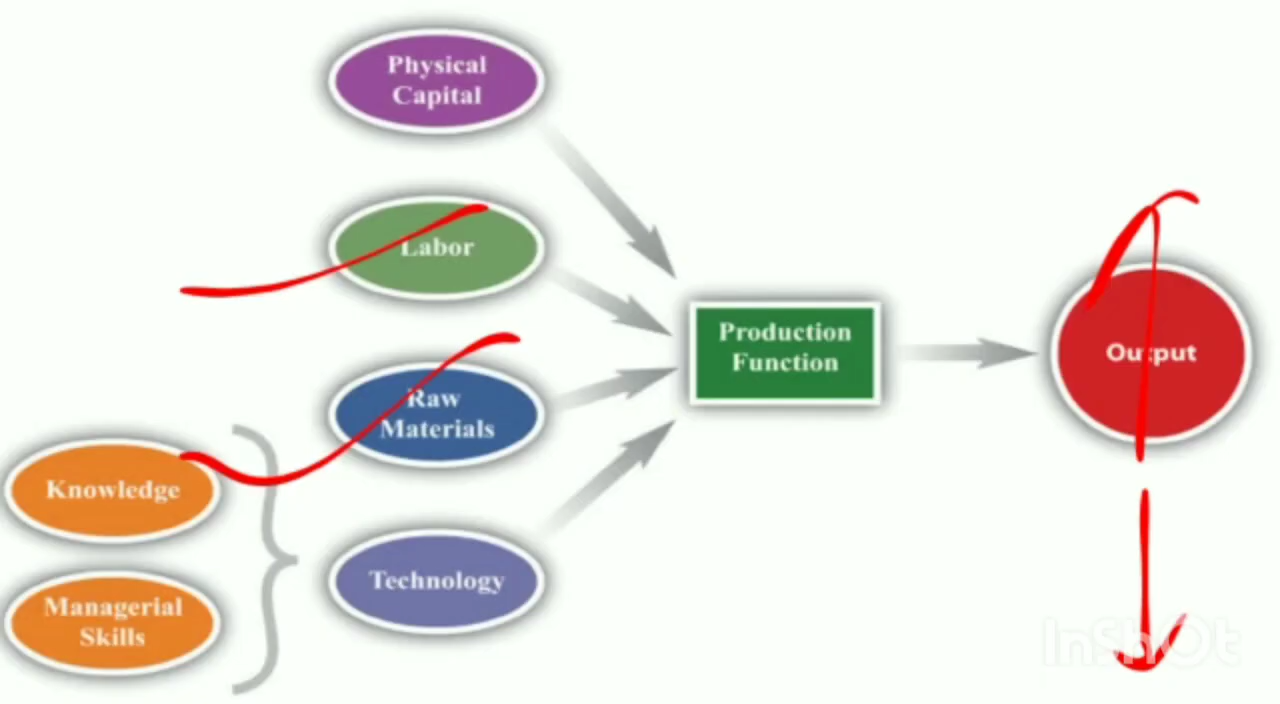 Physical
Capital
Labor
Raw
Materials
Knowledge
Managerial
Skills
Technology
Production
Function
Output
InShOt